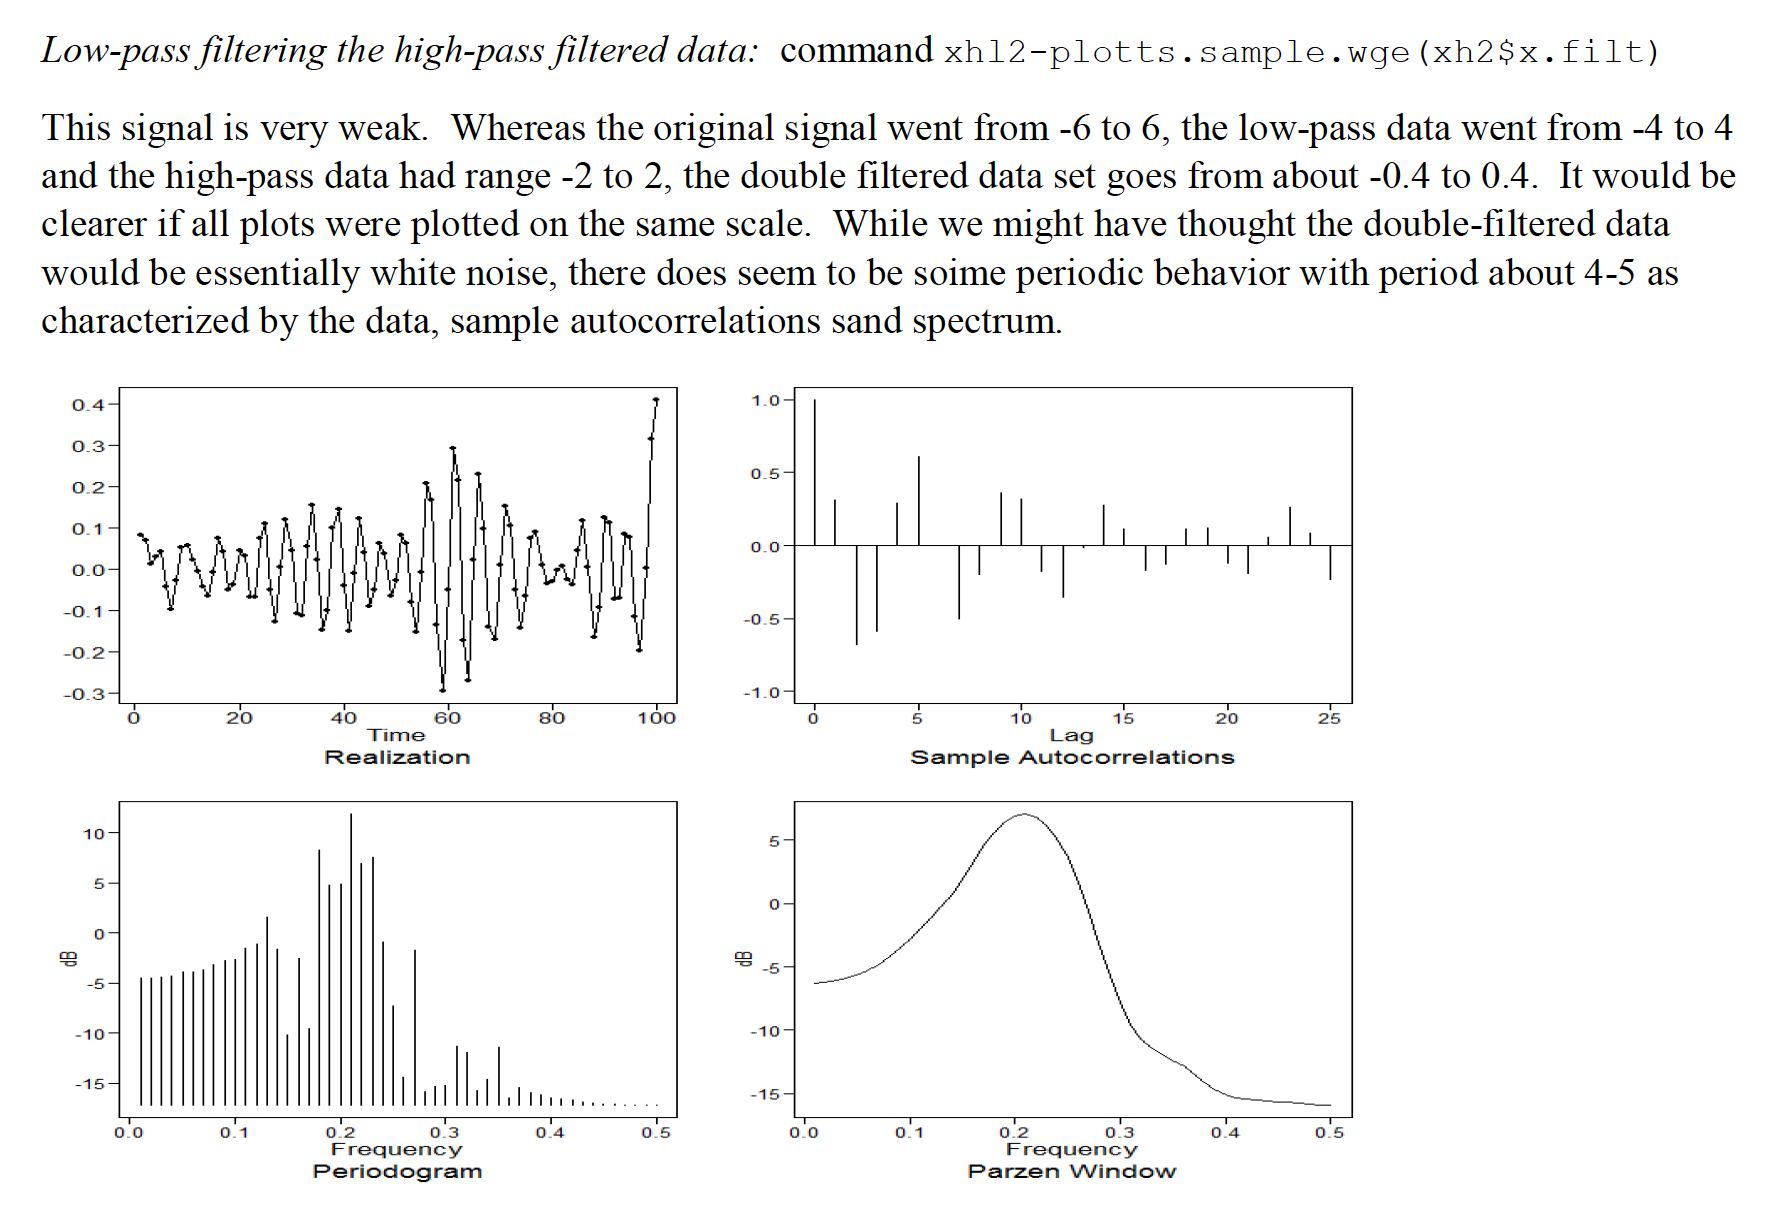 Low-pass filtering the high-pass filtered data:  command xhl2-plotts.sample.wge(xh2$x.filt)
This signal is very weak.  Whereas the original signal went from -6 to 6, the low-pass data went from -4 to 4
and the high-pass data had range -2 to 2, the double filtered data set goes from about -0.4 to 0.4.  It would be
clearer if all plots were plotted on the same scale.  While we might have thought the double-filtered data
would be essentially white noise, there does seem to be soime periodic behavior with period about 4-5 as
characterized by the data, sample autocorrelations sand spectrum.
0.4
0.3
0.2
0.1
0.0
-0.1
-0.2
-0.3
0 20 40 60 80 100
Time
Realization
1.0
0.5
0.0
-0.5
-1.0
0 5 10 15 20 25
Lag
Sample Autocorrelations
dB
10
5
0
-5
-10
-15
0.0 0.1 0.2 0.3 0.4 0.5
Frequency
Periodogram
dB
5
0
-5
-10
-15
0.0 0.1 0.2 0.3 0.4 0.5
Frequency
Parzen Window